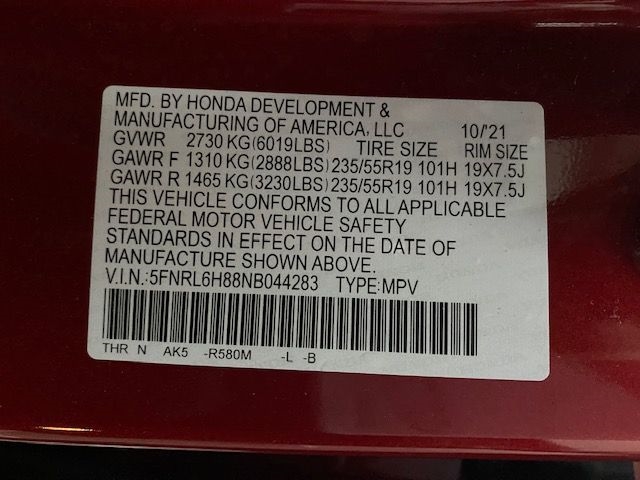 MFD. BY HONDA DEVELOPMENT &
MANUFACTURING OF AMERICA, LLC 10/'21
GVWR 2730 KG(6019LBS) TIRE SIZE RIM SIZE
GAWR F 1310 KG(2888LBS) 235/55R19 101H 19X7.5J
GAWR R 1465 KG(3230LBS) 235/55R19 101H 19X7.5J
THIS VEHICLE CONFORMS TO ALL APPLICABLE
FEDERAL MOTOR VEHICLE SAFETY
STANDARDS IN EFFECT ON THE DATE OF
MANUFACTURE SHOWN ABOVE.
V.I.N.:5FNRL6H88NB044283 TYPE:MPV
THR N AK5 -R580M -L -B